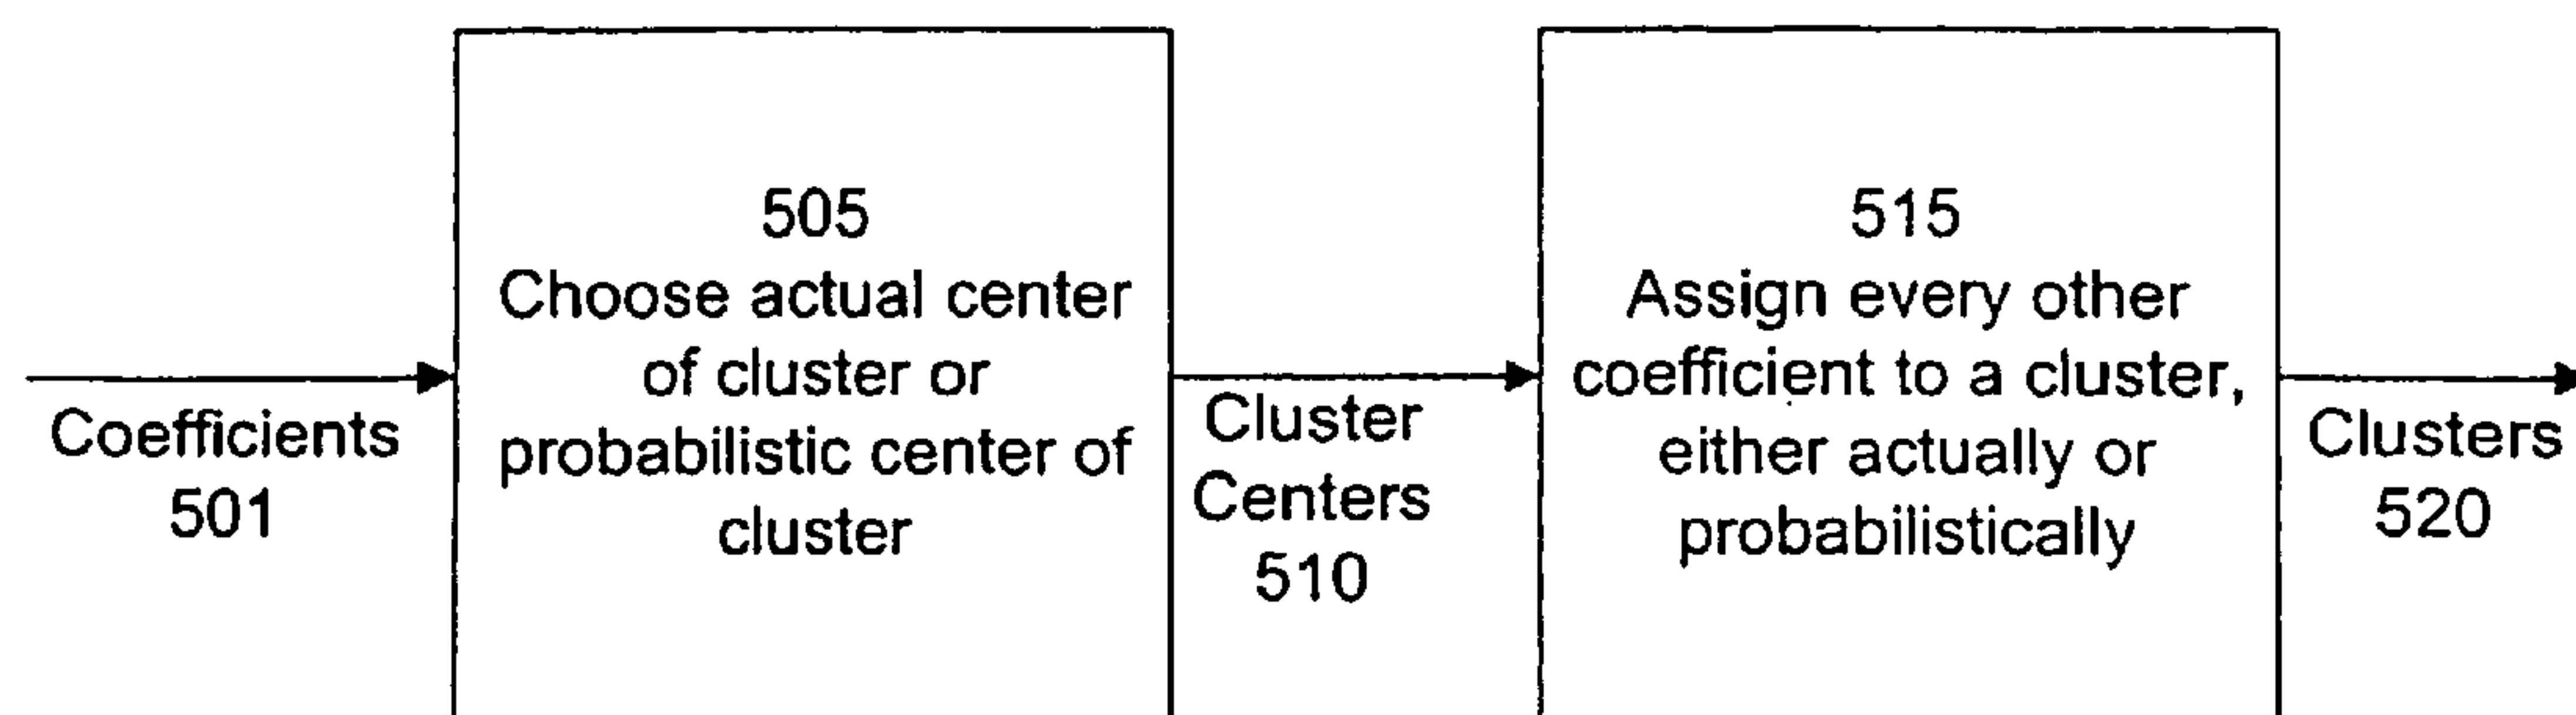 Coefficients
501
505
Choose actual center
of cluster or
probabilistic center of
cluster
Cluster
Centers
510
515
Assign every other
coefficient to a cluster,
either actually or
probabilistically
Clusters
520